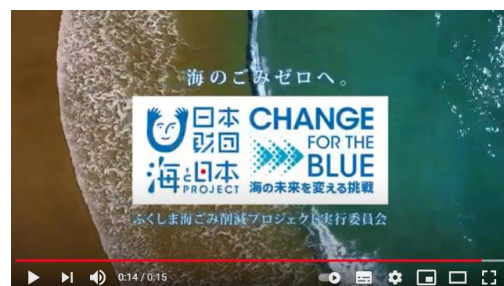 海のごみゼロへ。
日本
財団
海と日本
PROJECT
CHANGE
FOR THE
BLUE
海の未来を変える挑戦
ふくしま海ごみ削減プロジェクト実行委員会
0:14 / 0:15